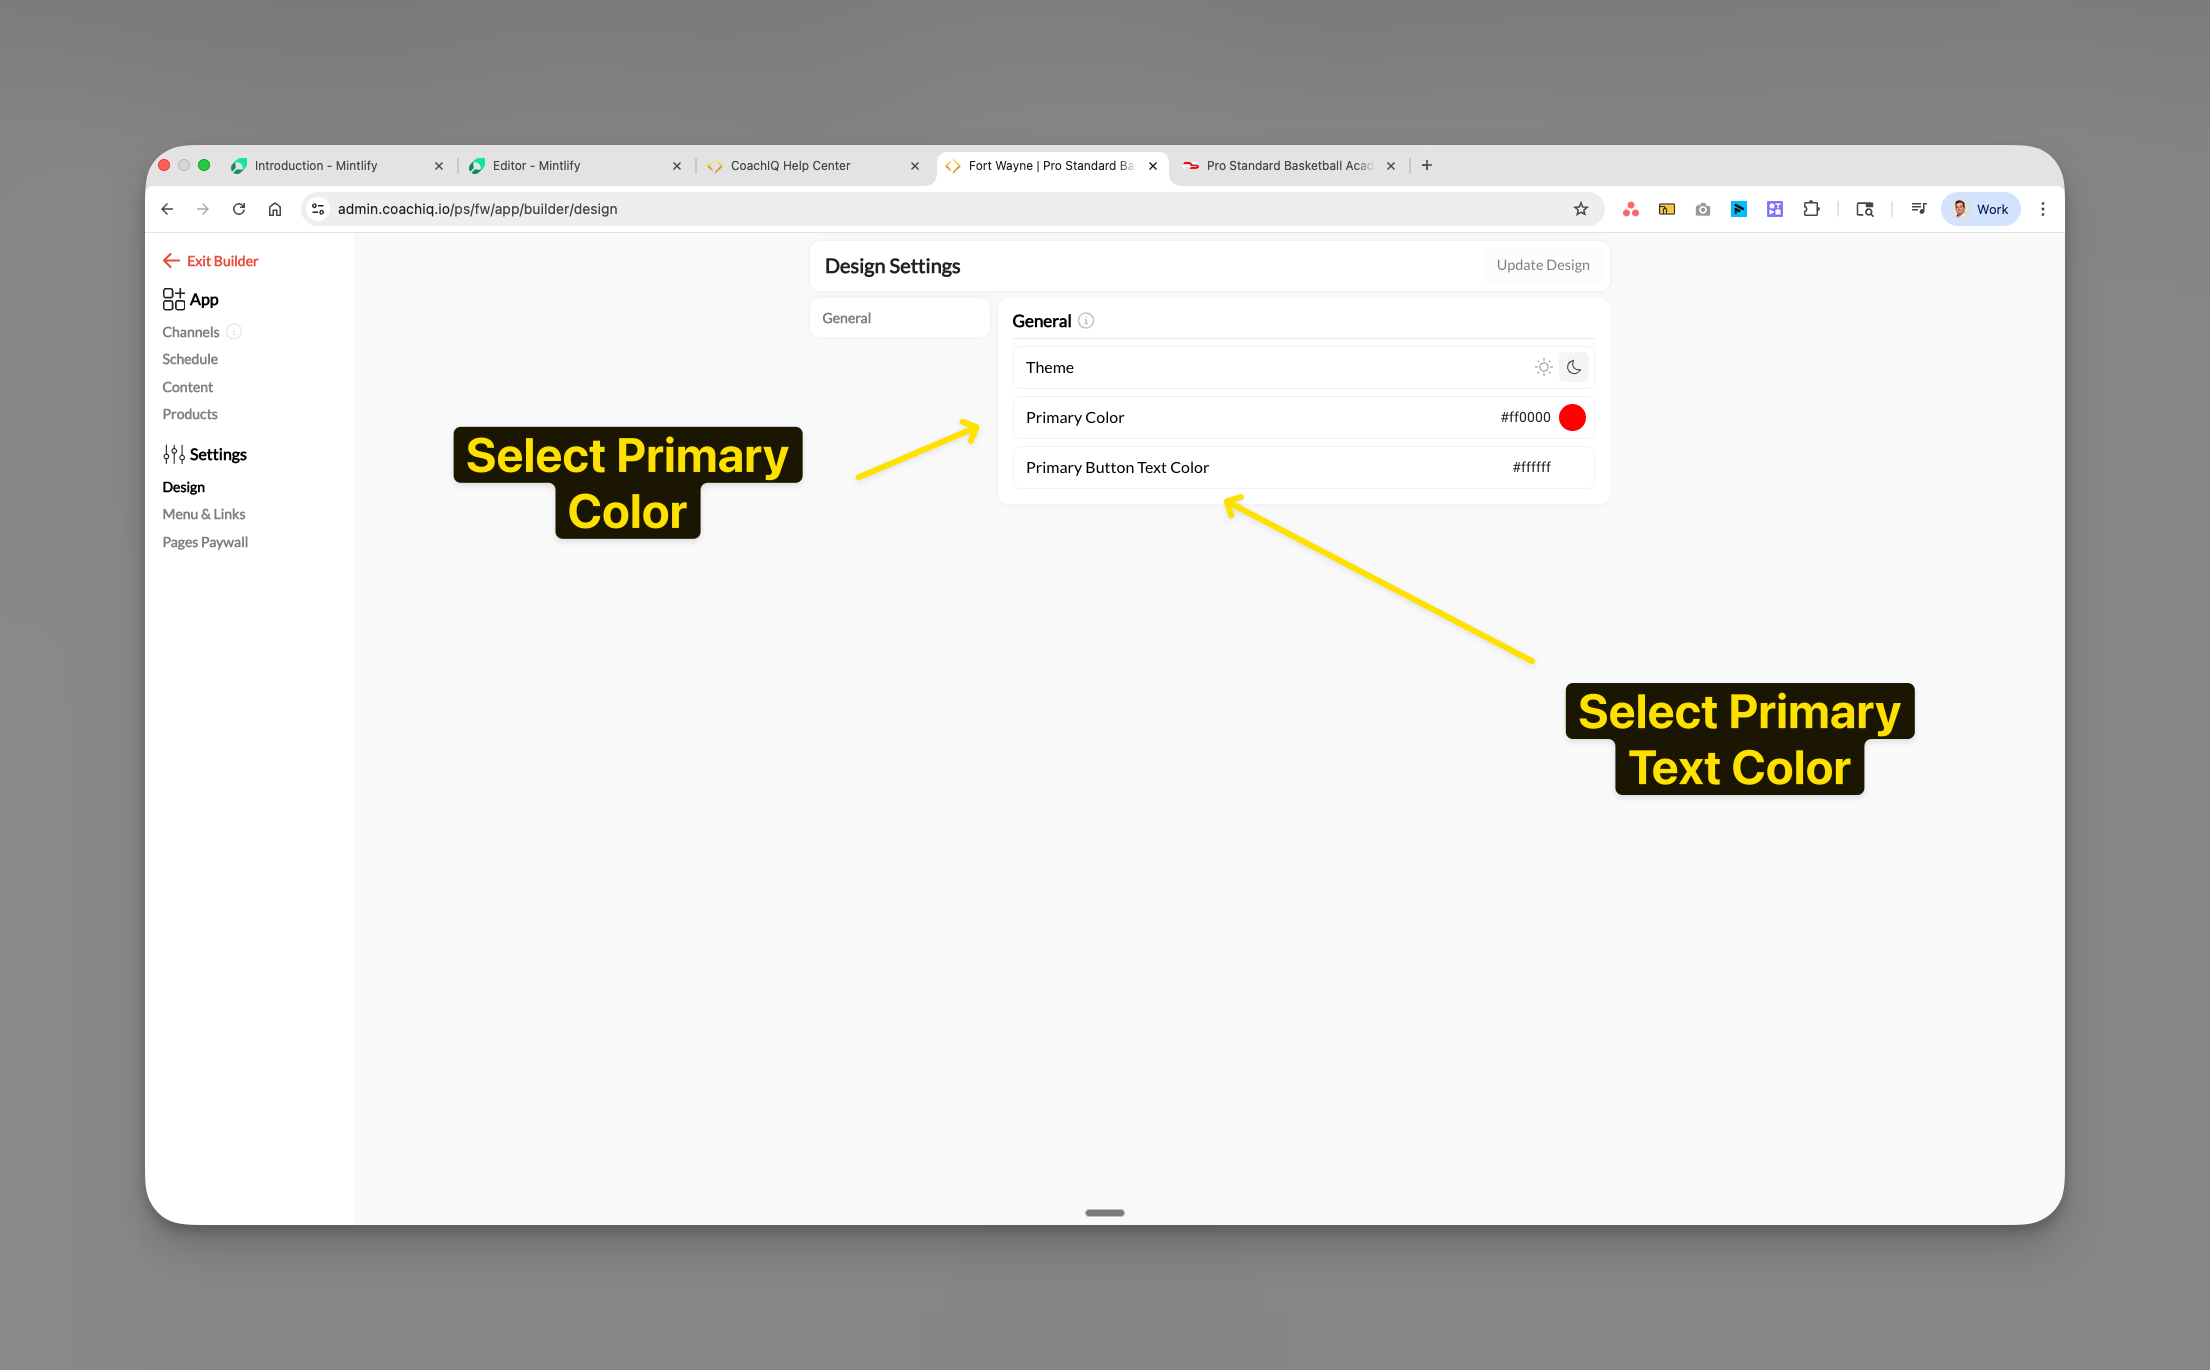 Introduction - Mintlify
Editor - Mintlify
CoachIQ Help Center
Fort Wayne | Pro Standard Ba
Pro Standard Basketball Acad
admin.coachiq.io/ps/fw/app/builder/design
Work
Exit Builder
App
Channels
Schedule
Content
Products
Settings
Design
Menu & Links
Pages Paywall
Design Settings
Update Design
General
General
Theme
Primary Color
#ff0000
Primary Button Text Color
#ffffff
Select Primary
Color
Select Primary
Text Color